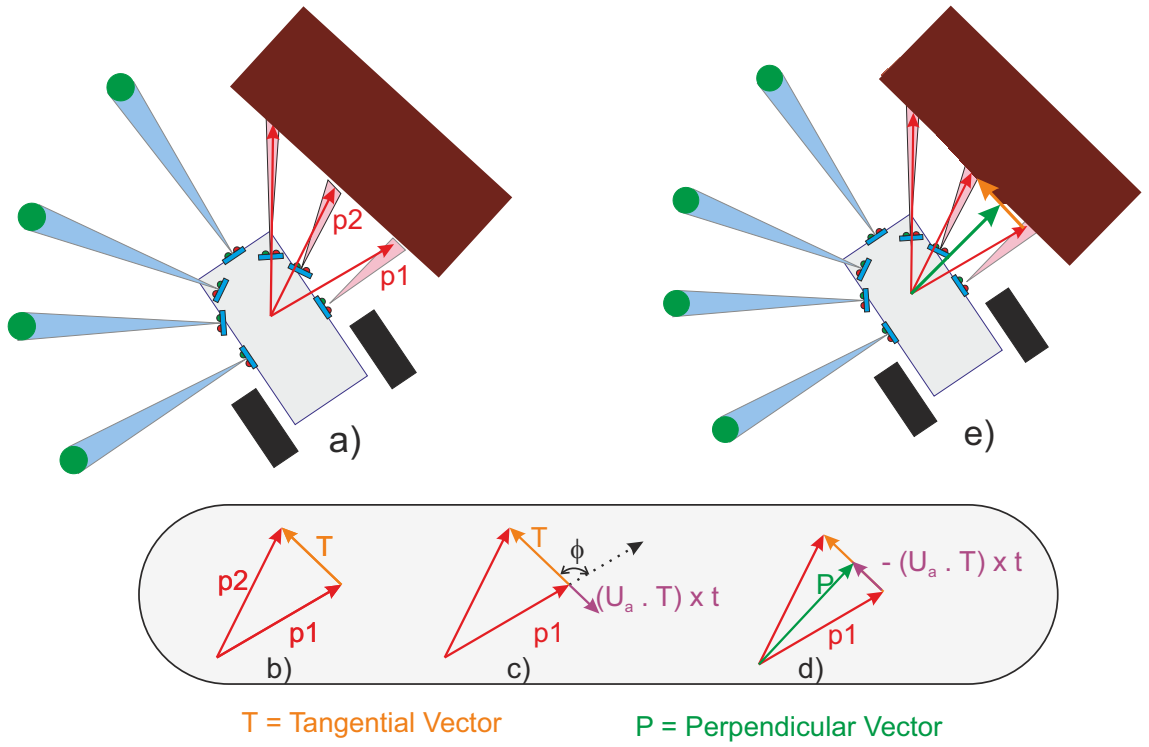 p2
p1
a)
e)
p2
T
p1
b)
T
ϕ
(Uₐ . T) x t
p1
c)
- (Uₐ . T) x t
P
p1
d)
T = Tangential Vector
P = Perpendicular Vector